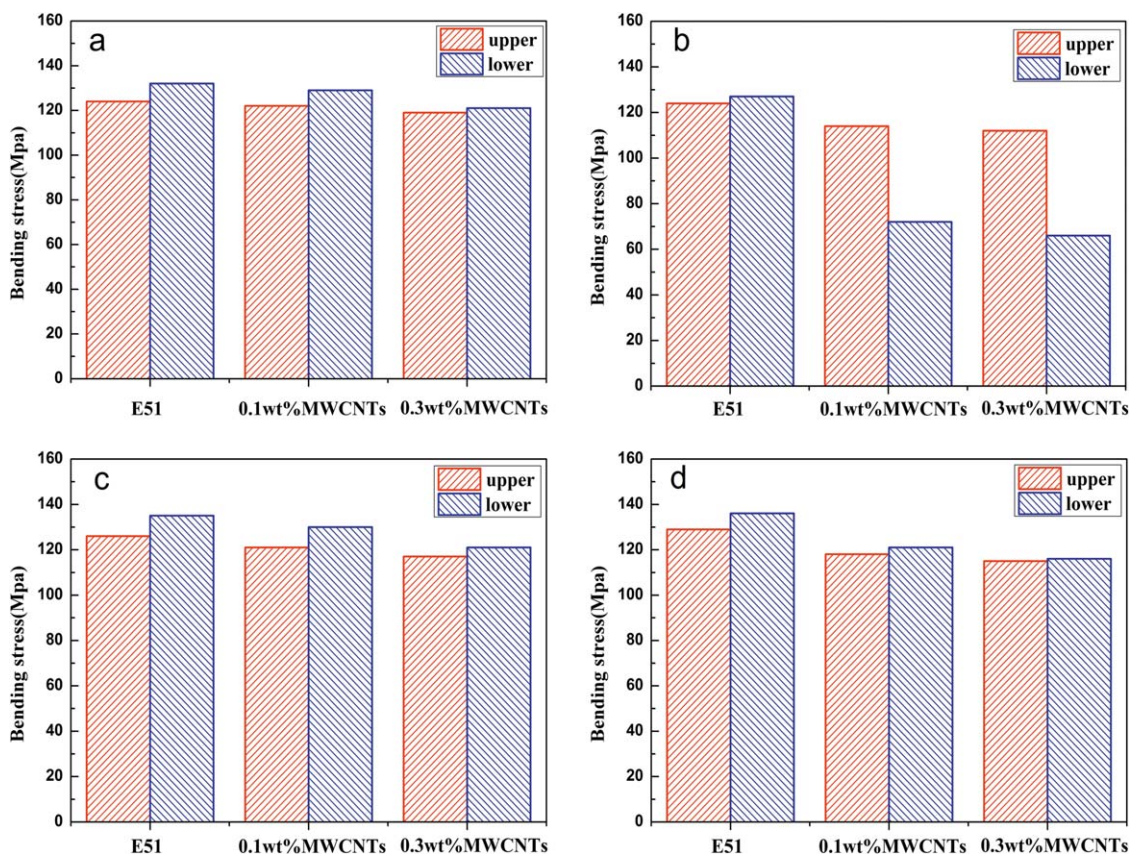 a
upper
lower
Bending stress(Mpa)
160
140
120
100
80
60
40
20
0
E51
0.1wt%MWCNTs
0.3wt%MWCNTs
b
upper
lower
Bending stress(Mpa)
160
140
120
100
80
60
40
20
0
E51
0.1wt%MWCNTs
0.3wt%MWCNTs
c
upper
lower
Bending stress(Mpa)
160
140
120
100
80
60
40
20
0
E51
0.1wt%MWCNTs
0.3wt%MWCNTs
d
upper
lower
Bending stress(Mpa)
160
140
120
100
80
60
40
20
0
E51
0.1wt%MWCNTs
0.3wt%MWCNTs